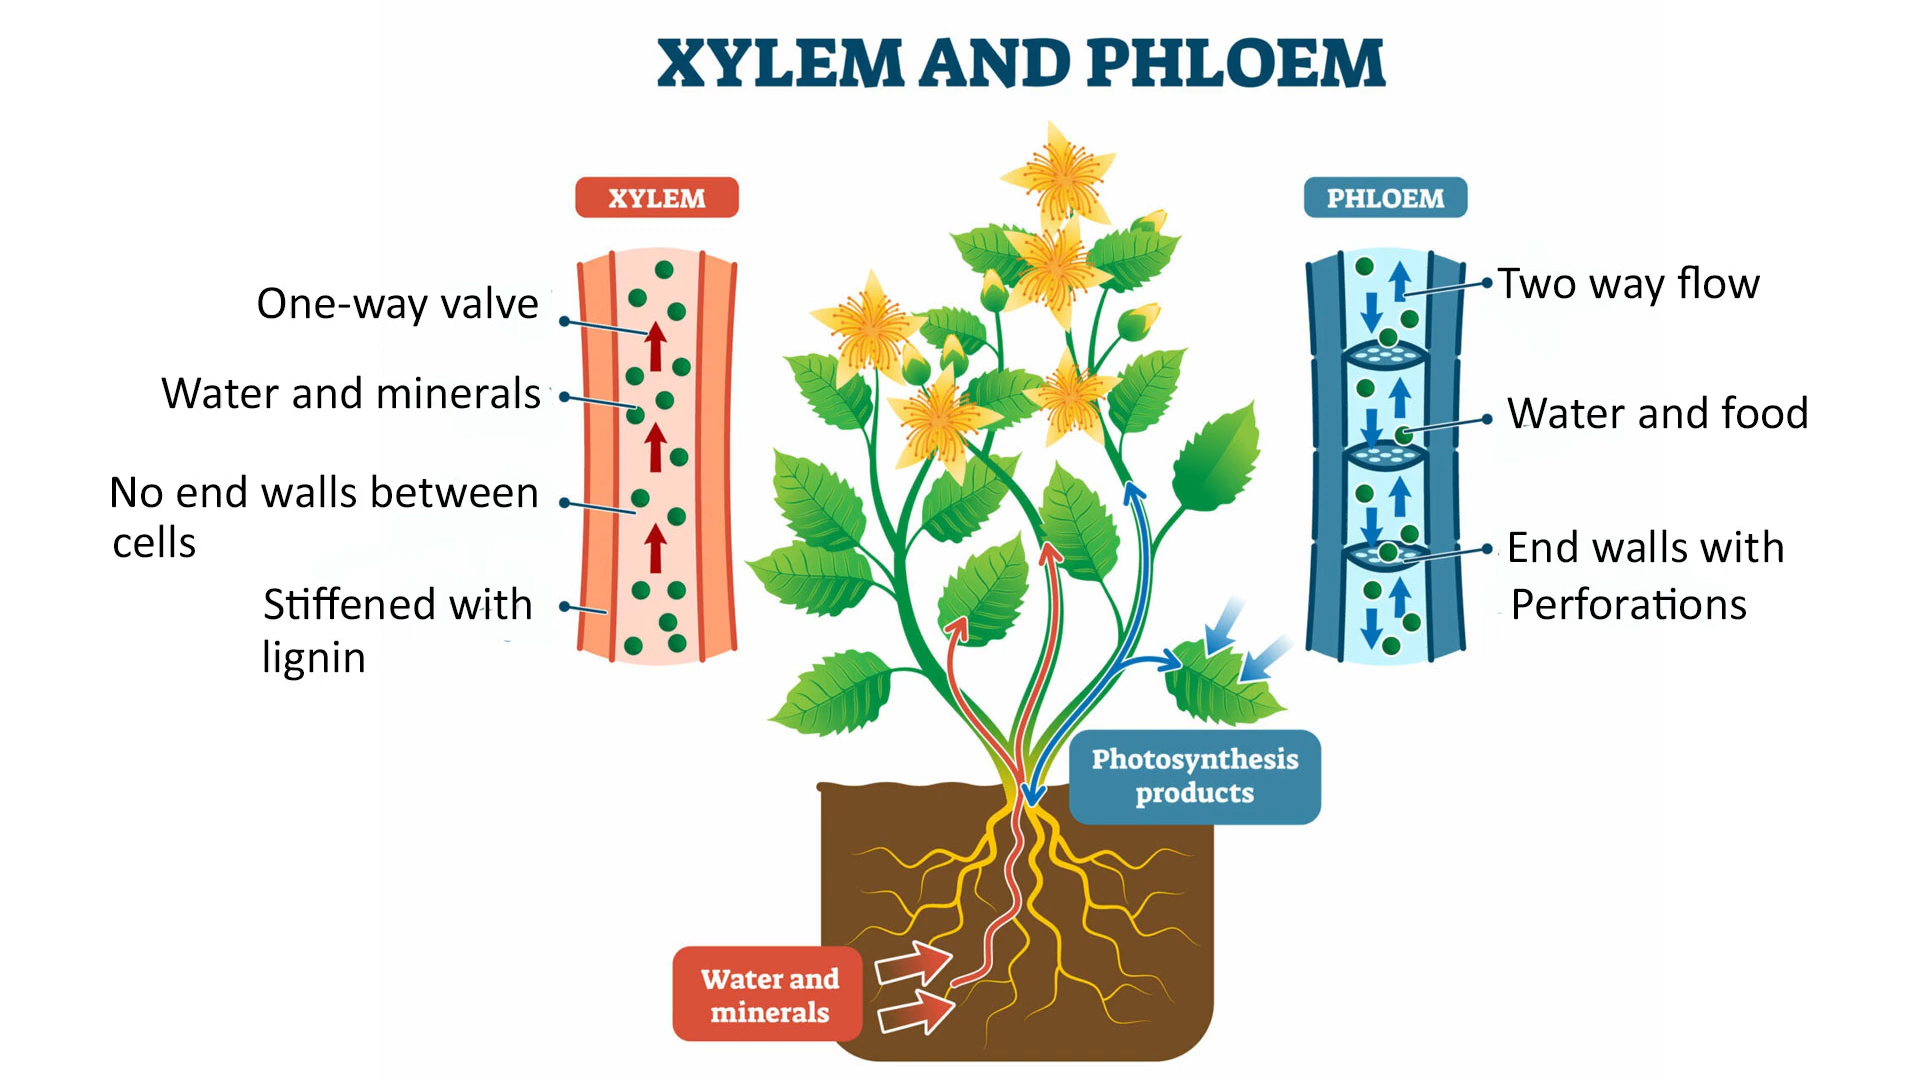 XYLEM AND PHLOEM
XYLEM
One-way valve
Water and minerals
No end walls between
cells
Stiffened with
lignin
PHLOEM
Two way flow
Water and food
End walls with
Perforations
Photosynthesis
products
Water and
minerals